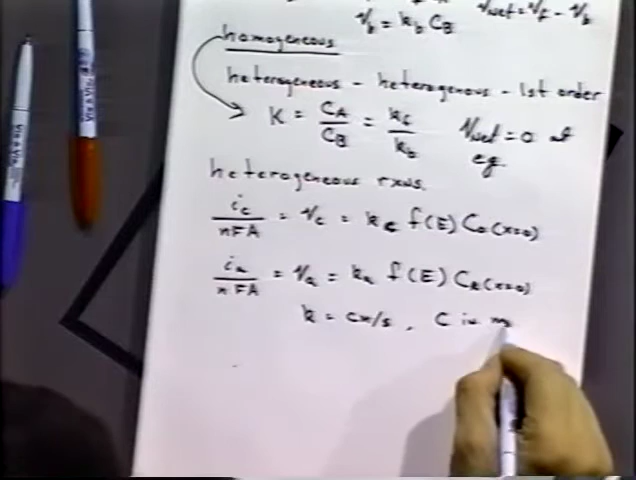 v_b = k_b C_B   v_net = v_f - v_b
homogeneous
heterogeneous - heterogenous - 1st order
K = C_A/C_B = k_f/k_b   v_net = 0 at
eq.
heterogeneous rxns.
i_c/nFA = v_c = k_c f(E) C_O(x=0)
i_a/nFA = v_a = k_a f(E) C_R(x=0)
k = cm/s, C in m